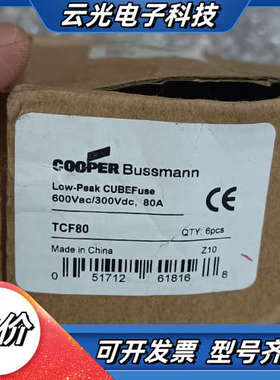 云光电子科技
COOPER Bussmann
Low-Peak CUBEFuse
600Vac/300Vdc, 80A
CE
TCF80
QTY: 6pcs
Made in China
Z10
0 51712 61816 8
价
可开发票 型号齐